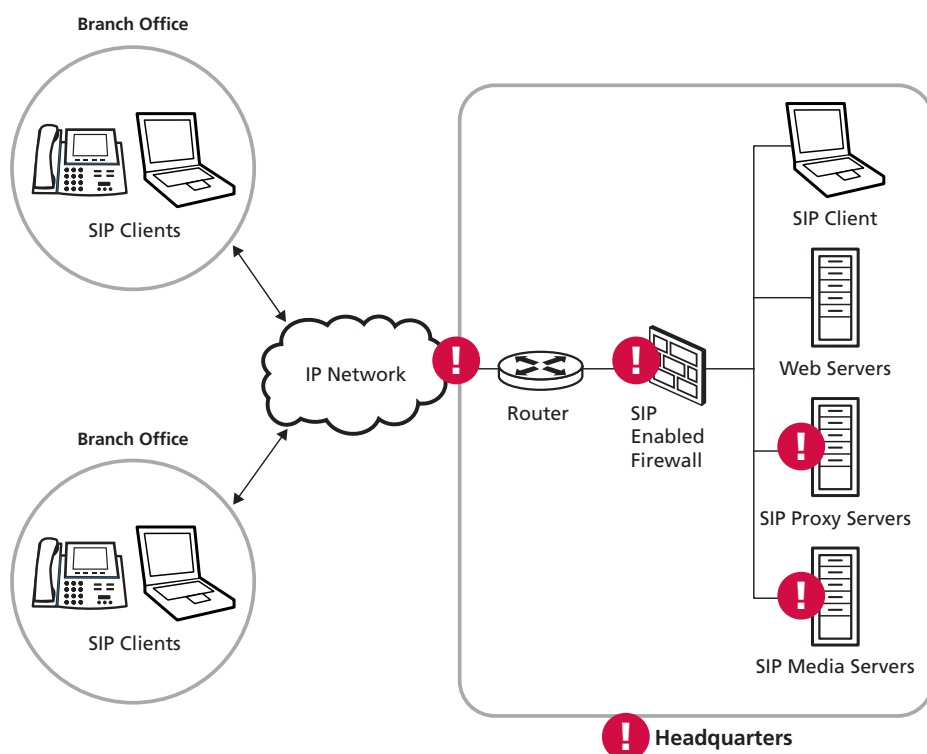 Branch Office
SIP Clients
IP Network
Branch Office
SIP Clients
!
Router
!
SIP
Enabled
Firewall
SIP Client
Web Servers
!
SIP Proxy Servers
!
SIP Media Servers
! Headquarters